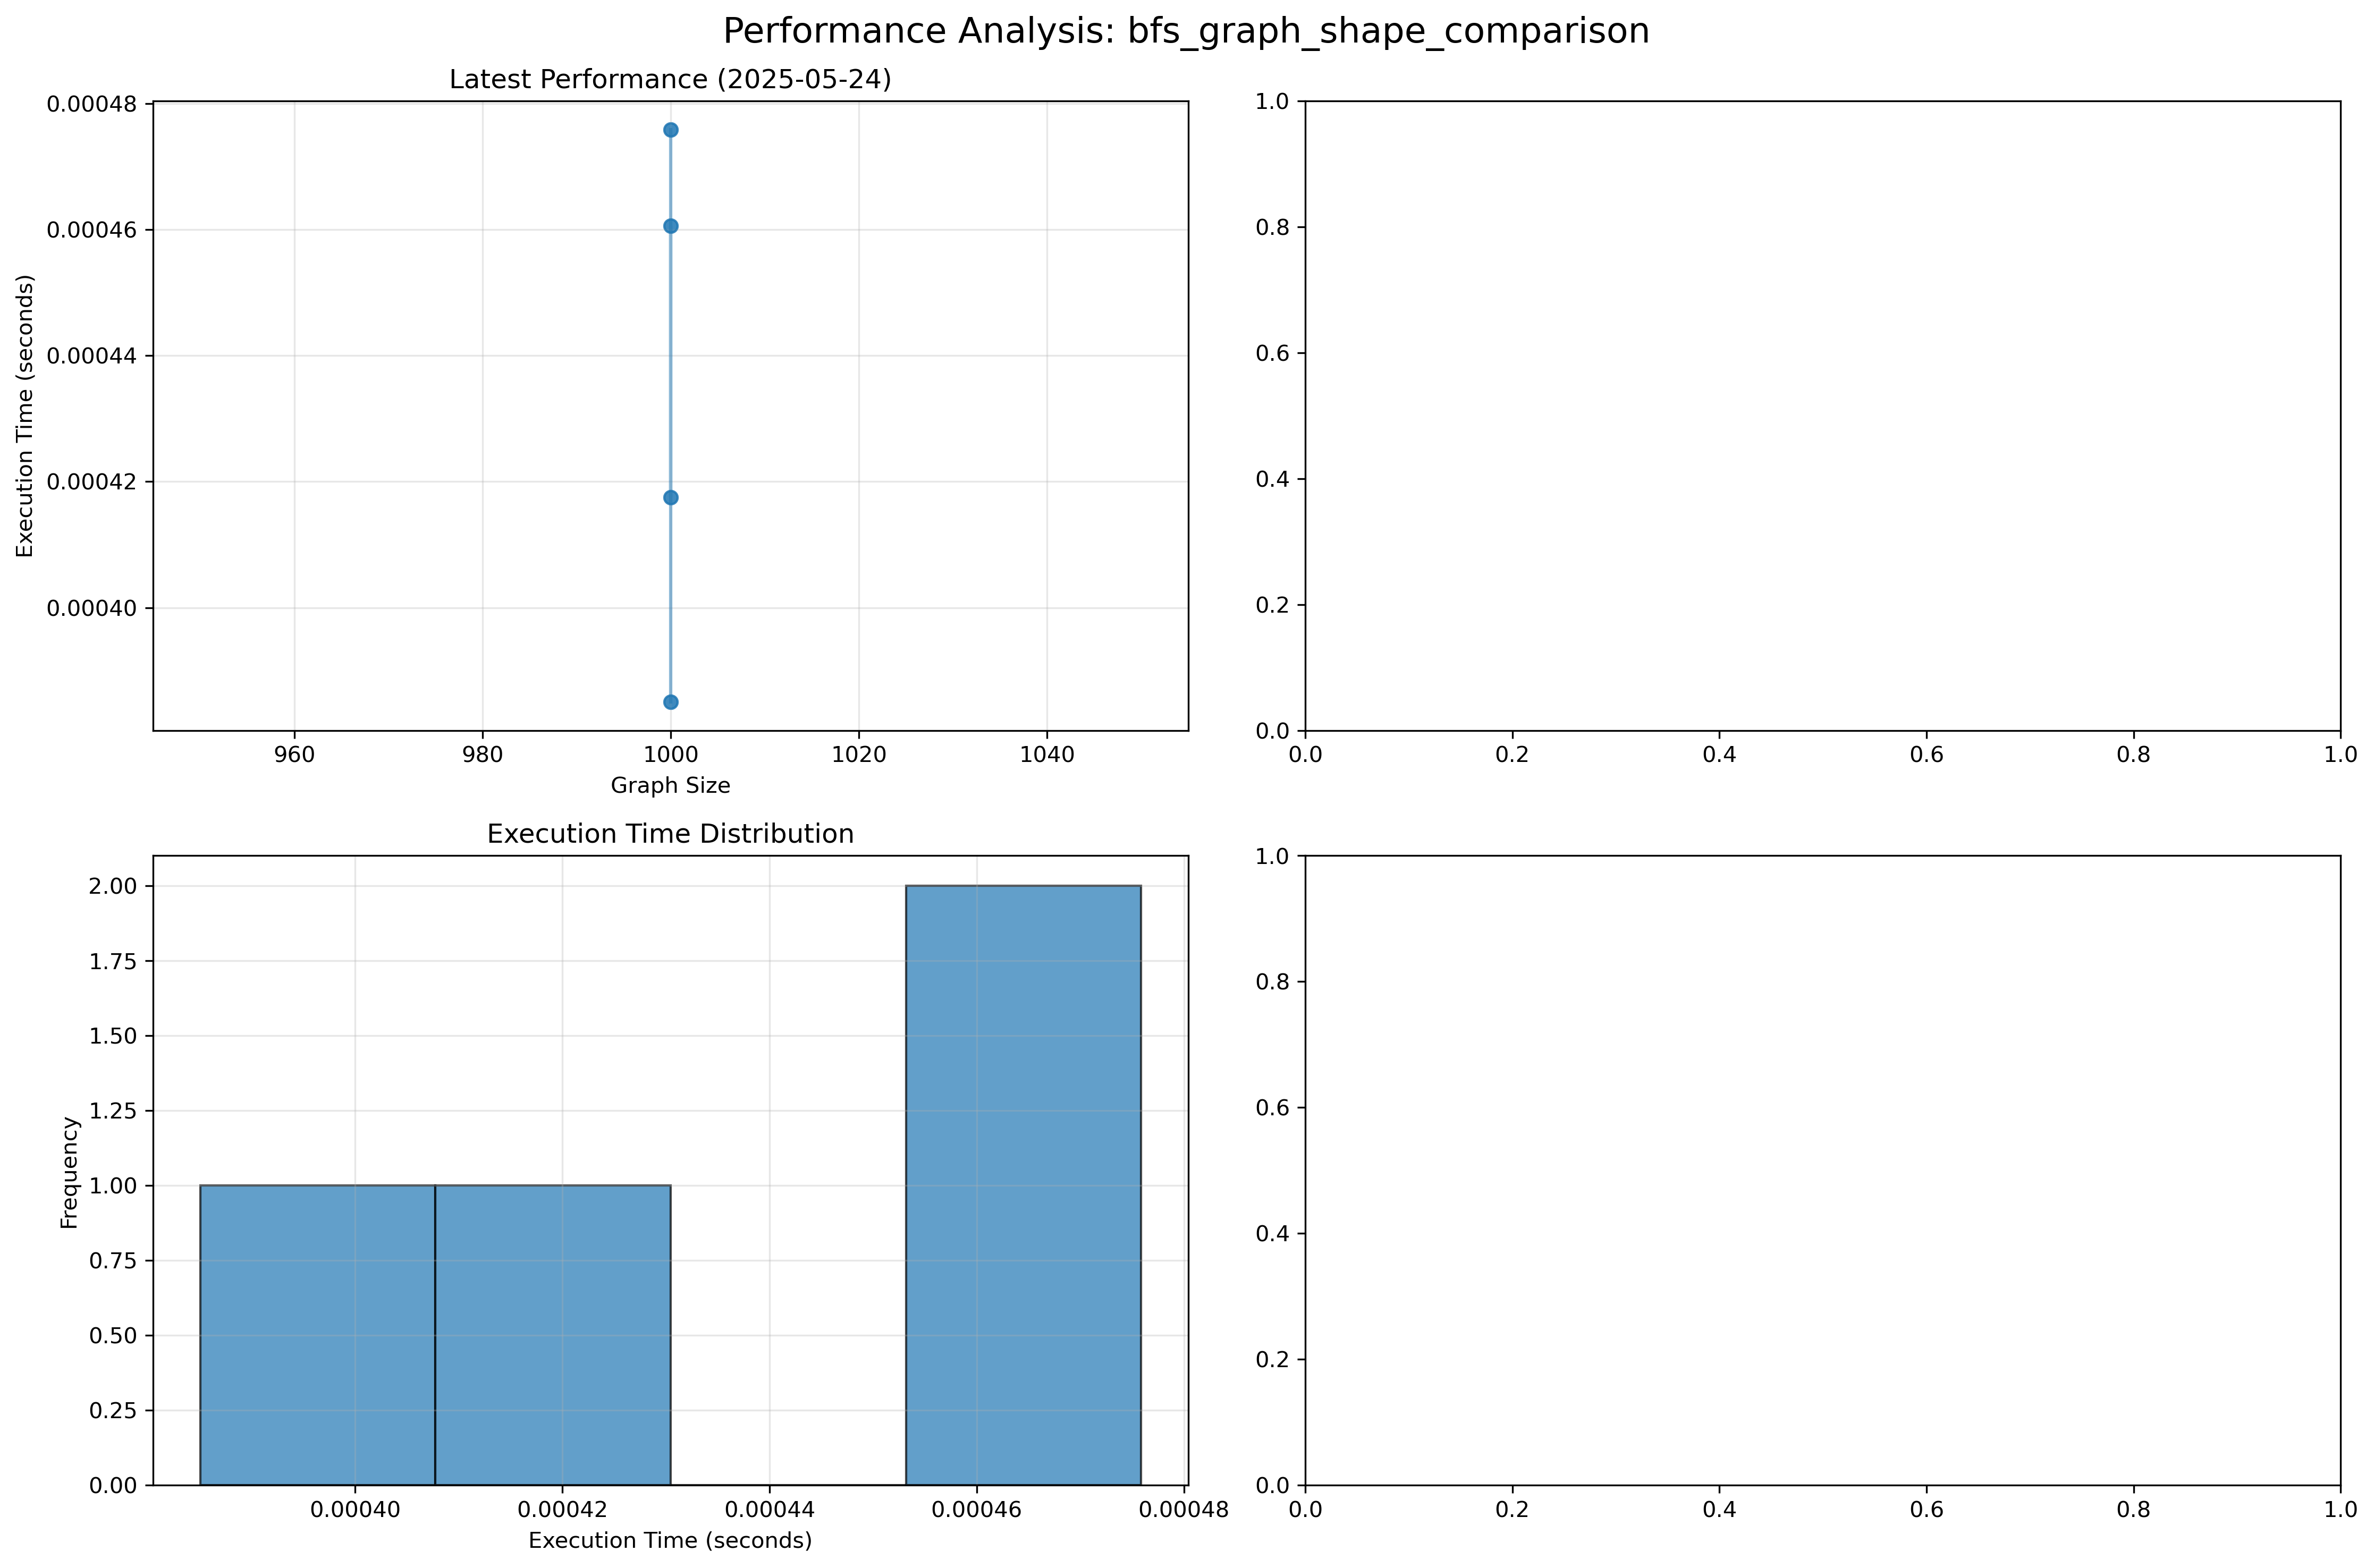 Performance Analysis: bfs_graph_shape_comparison
Latest Performance (2025-05-24)
Execution Time (seconds)
0.00048
0.00046
0.00044
0.00042
0.00040
960 980 1000 1020 1040
Graph Size
1.0
0.8
0.6
0.4
0.2
0.0
0.0 0.2 0.4 0.6 0.8 1.0
Execution Time Distribution
Frequency
2.00
1.75
1.50
1.25
1.00
0.75
0.50
0.25
0.00
0.00040 0.00042 0.00044 0.00046 0.00048
Execution Time (seconds)
1.0
0.8
0.6
0.4
0.2
0.0
0.0 0.2 0.4 0.6 0.8 1.0